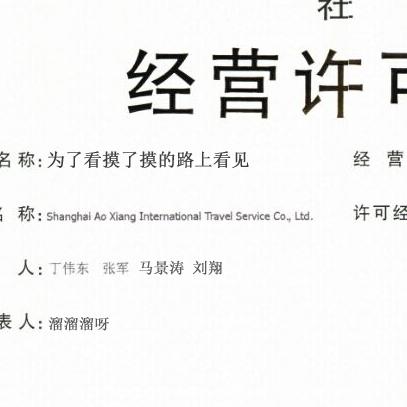 社
经营许可
名 称: 为了看摸了摸的路上看见 经 营
名 称: Shanghai Ao Xiang International Travel Service Co., Ltd. 许可经
人: 丁伟东 张军 马景涛 刘翔
表 人: 溜溜溜呀